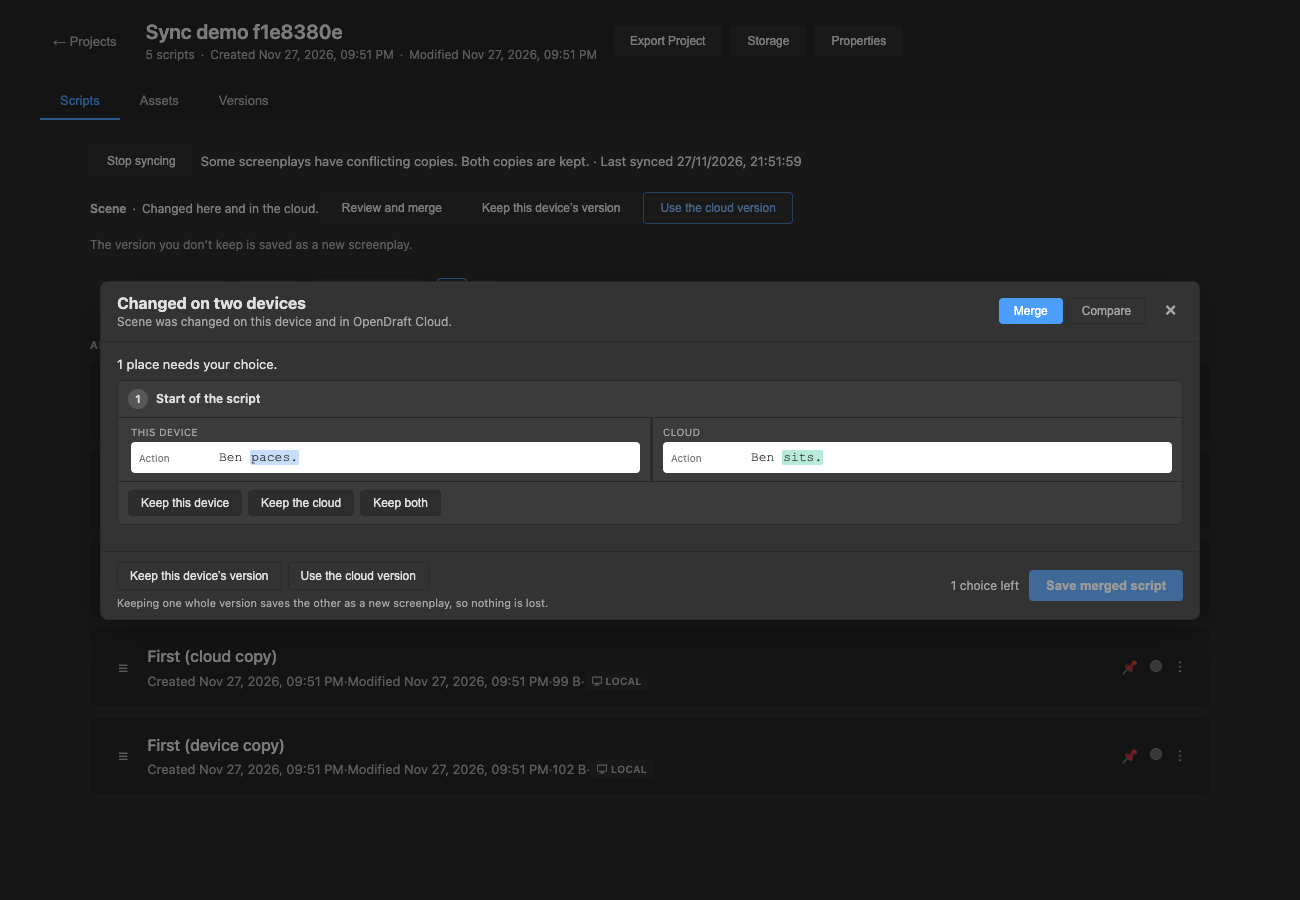 ← Projects
Sync demo f1e8380e
5 scripts · Created Nov 27, 2026, 09:51 PM · Modified Nov 27, 2026, 09:51 PM
Export Project
Storage
Properties
Scripts
Assets
Versions
Stop syncing
Some screenplays have conflicting copies. Both copies are kept. · Last synced 27/11/2026, 21:51:59
Scene · Changed here and in the cloud.
Review and merge
Keep this device’s version
Use the cloud version
The version you don’t keep is saved as a new screenplay.
Changed on two devices
Scene was changed on this device and in OpenDraft Cloud.
Merge
Compare
✕
1 place needs your choice.
1 Start of the script
THIS DEVICE
Action Ben paces.
CLOUD
Action Ben sits.
Keep this device
Keep the cloud
Keep both
Keep this device’s version
Use the cloud version
Keeping one whole version saves the other as a new screenplay, so nothing is lost.
1 choice left
Save merged script
First (cloud copy)
Created Nov 27, 2026, 09:51 PM·Modified Nov 27, 2026, 09:51 PM·99 B· LOCAL
First (device copy)
Created Nov 27, 2026, 09:51 PM·Modified Nov 27, 2026, 09:51 PM·102 B· LOCAL